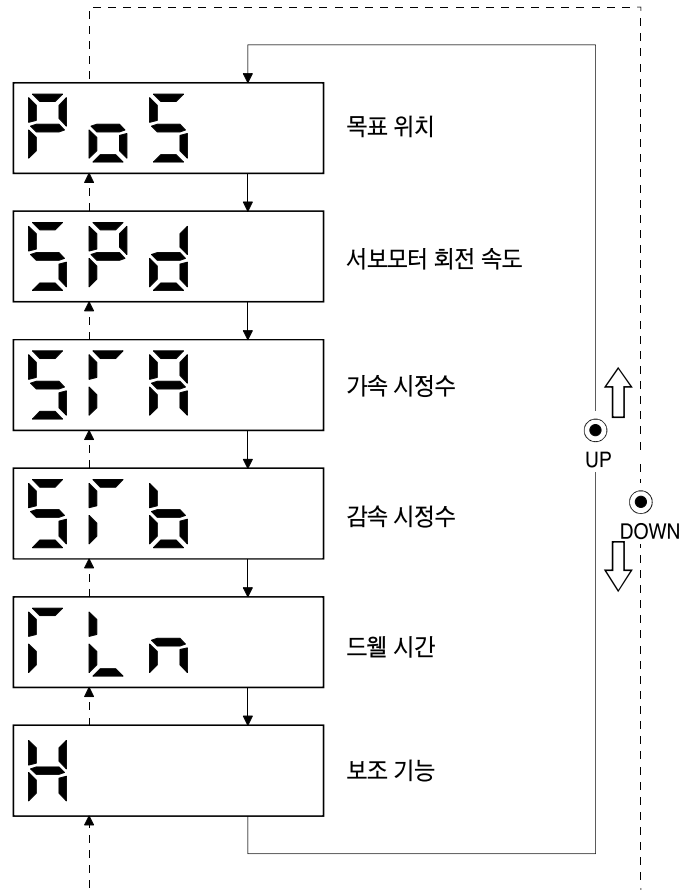 PoS
목표 위치
SPd
서보모터 회전 속도
STA
가속 시정수
UP
STb
감속 시정수
DOWN
TLn
드웰 시간
H
보조 기능